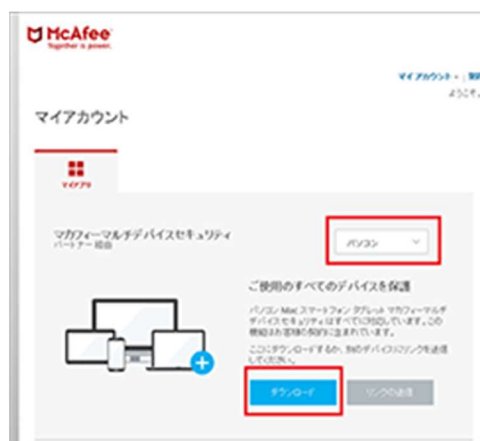 McAfee
Together is power.
マイアカウント
ようこそ。
マイアカウント
マイアプリ
マカフィーマルチデバイスセキュリティ
パートナー 経由
パソコン
ご使用のすべてのデバイスを保護
パソコン Mac スマートフォン タブレット マカフィーマルチ
デバイスセキュリティはすべてに対応しています。この
機能はお客様の契約に含まれています。
ここにダウンロードするか、別のデバイスにリンクを送信
してください。
ダウンロード
リンクの送信